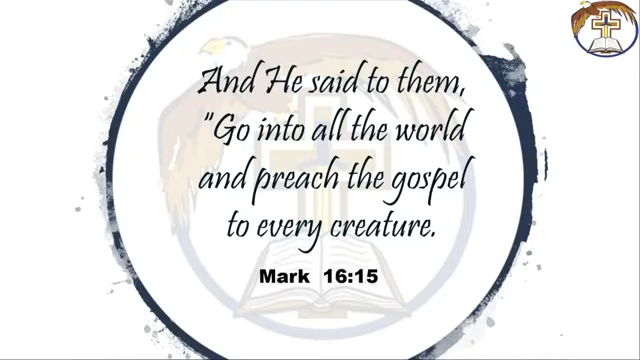 And He said to them,
"Go into all the world
and preach the gospel
to every creature.
Mark 16:15